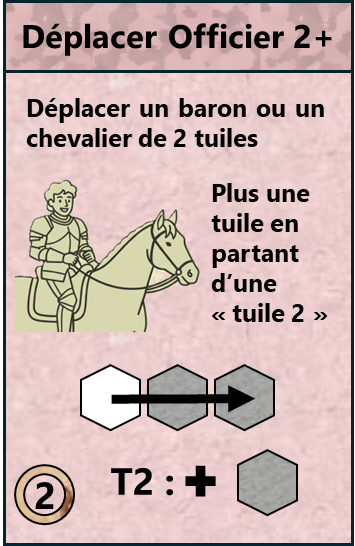 Déplacer Officier 2+
Déplacer un baron ou un
chevalier de 2 tuiles
Plus une
tuile en
partant
d’une
« tuile 2 »
2
T2 : +